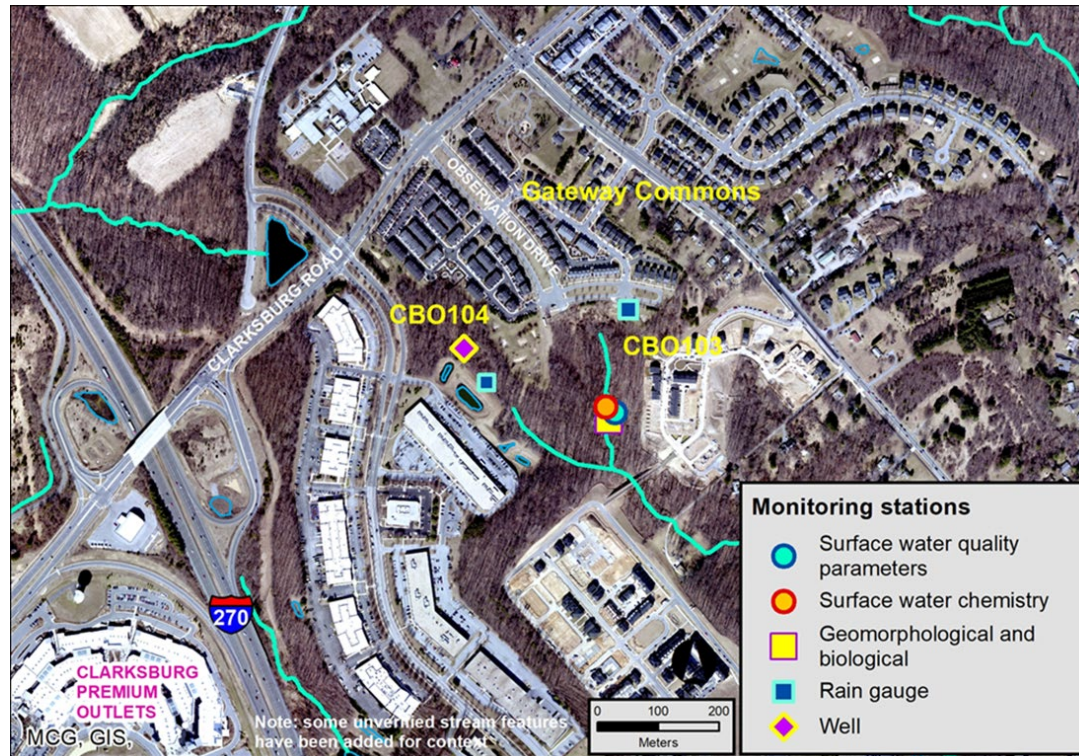 OBSERVATION DRIVE
Gateway Commons
CLARKSBURG ROAD
CBO104
CBO103
270
CLARKSBURG
PREMIUM
OUTLETS
MCG, GIS,
Note: some unverified stream features
have been added for context
0 100 200
Meters
Monitoring stations
Surface water quality
parameters
Surface water chemistry
Geomorphological and
biological
Rain gauge
Well